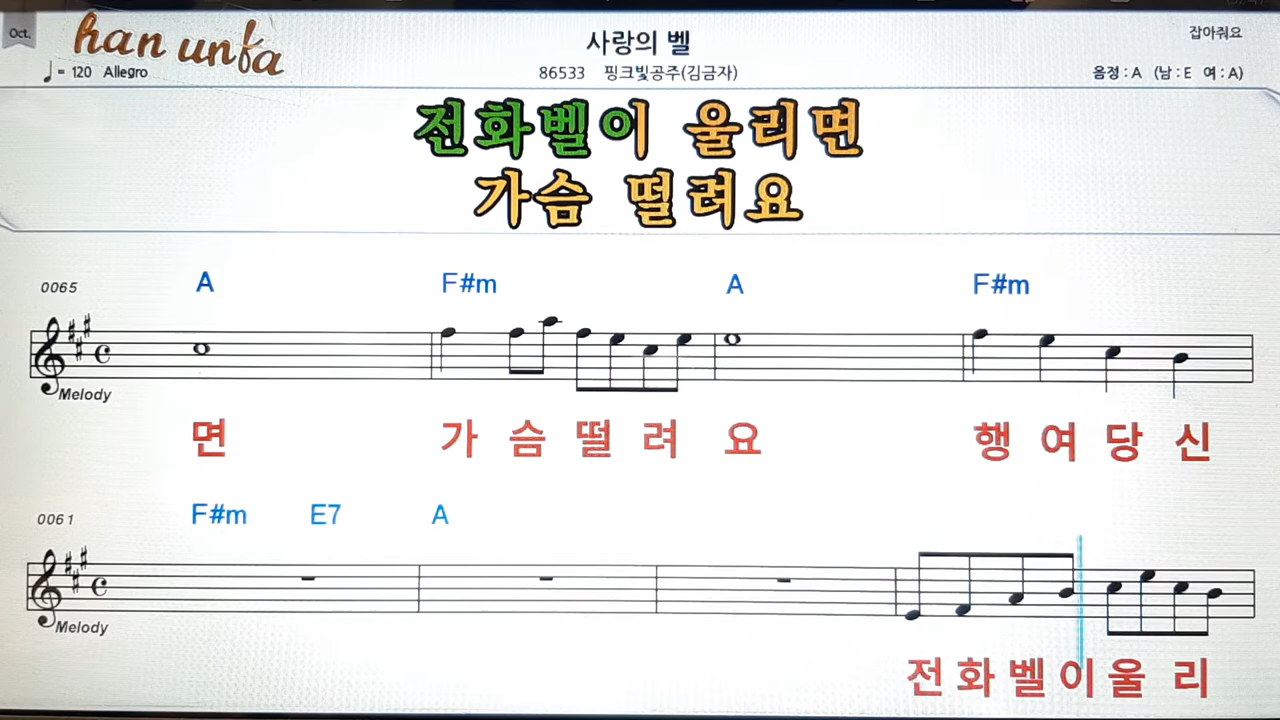 Oct.
han unfa
사랑의 벨
잡아줘요
♩= 120 Allegro
86533 핑크빛공주(김금자)
음정 : A (남 : E 여 : A)
전화벨이 울리면
가슴 떨려요
0065
A F#m A F#m
Melody
면 가 슴 떨 려 요 행 여 당 신
0061
F#m E7 A
Melody
전 화 벨 이 울 리